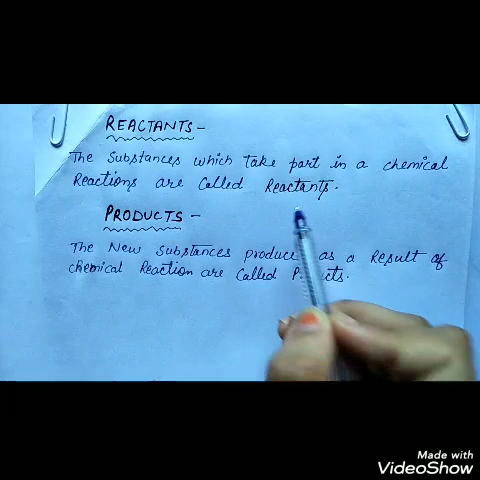 REACTANTS-
The Substances which take part in a chemical
Reactions are Called Reactants.
PRODUCTS -
The New Substances produce as a Result of
chemical Reaction are Called
Made with
VideoShow